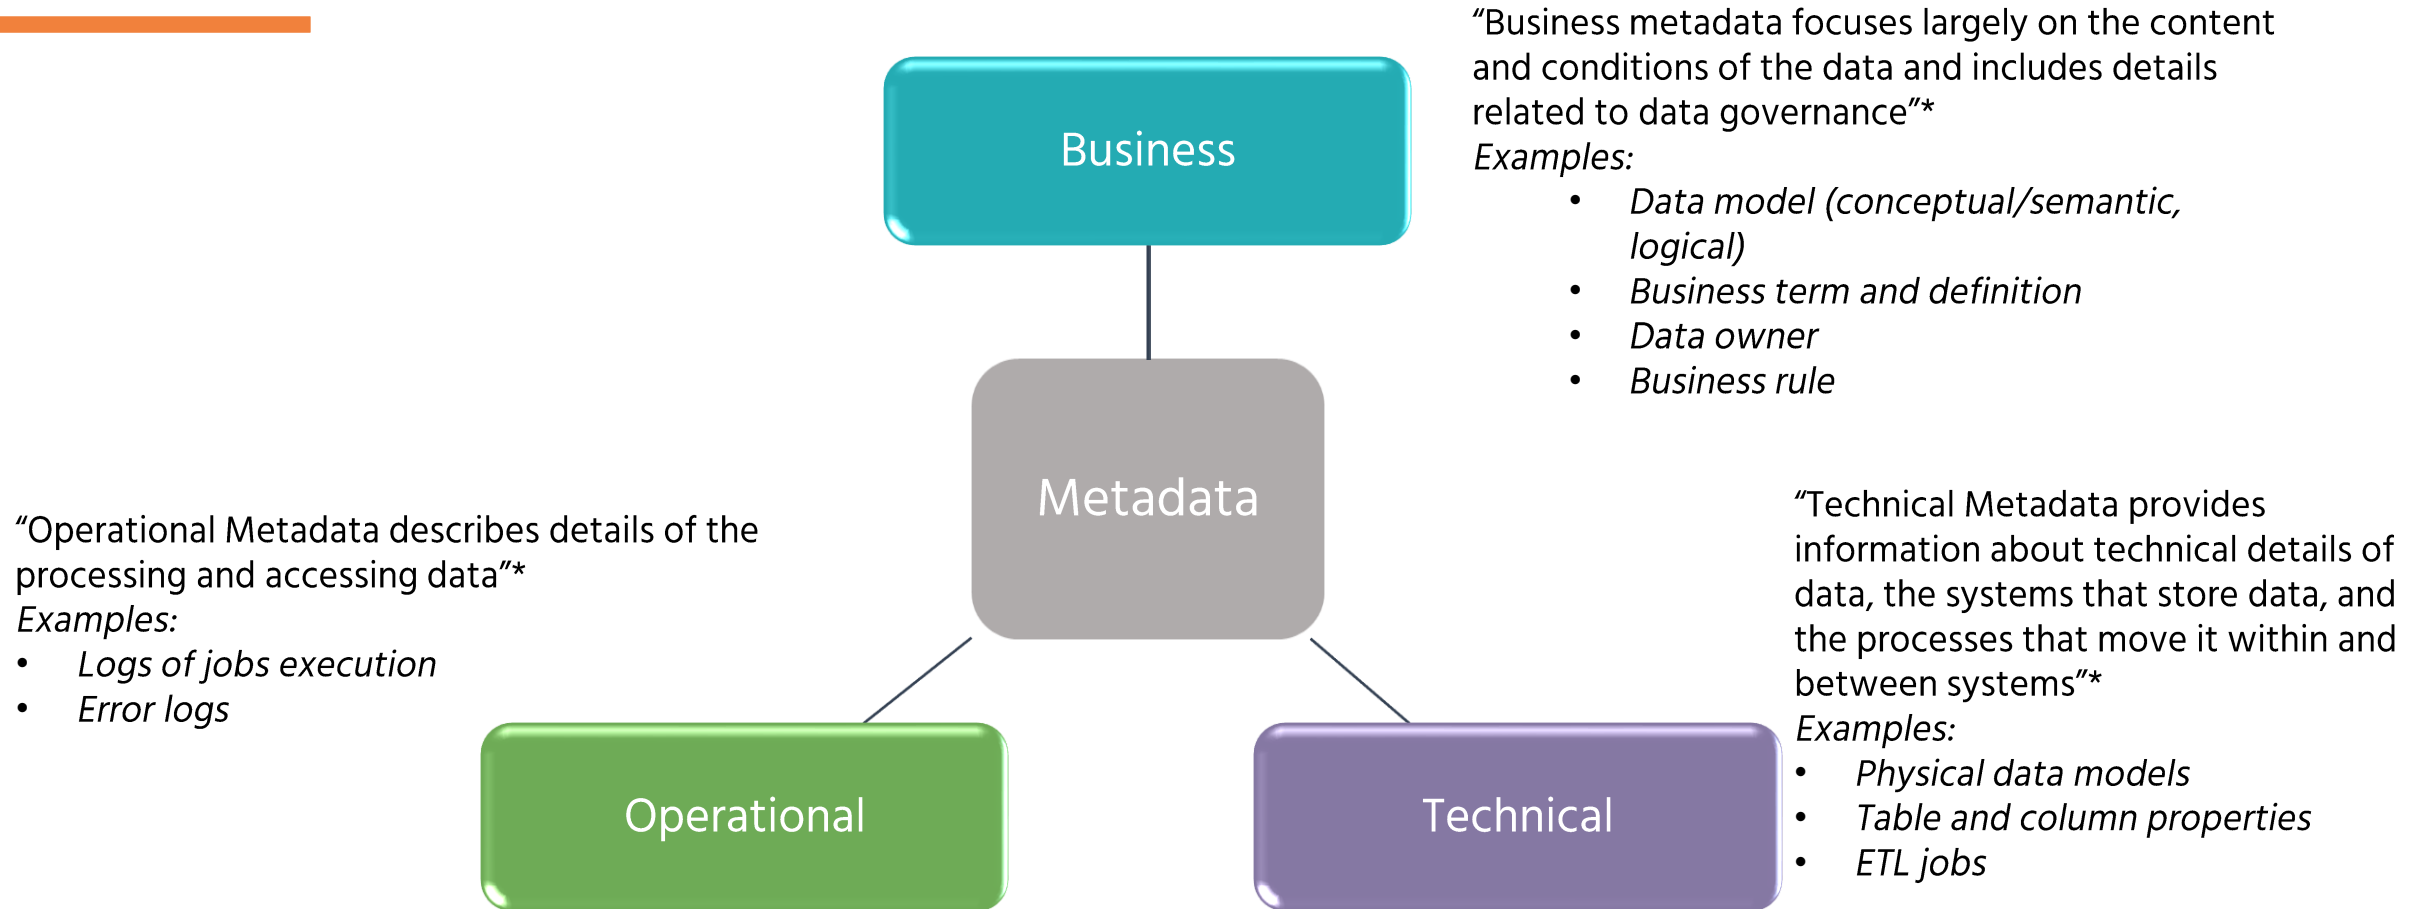 “Business metadata focuses largely on the content
and conditions of the data and includes details
related to data governance”*
Examples:
• Data model (conceptual/semantic,
logical)
• Business term and definition
• Data owner
• Business rule
Business
Metadata
“Operational Metadata describes details of the
processing and accessing data”*
Examples:
• Logs of jobs execution
• Error logs
Operational
“Technical Metadata provides
information about technical details of
data, the systems that store data, and
the processes that move it within and
between systems”*
Examples:
• Physical data models
• Table and column properties
• ETL jobs
Technical